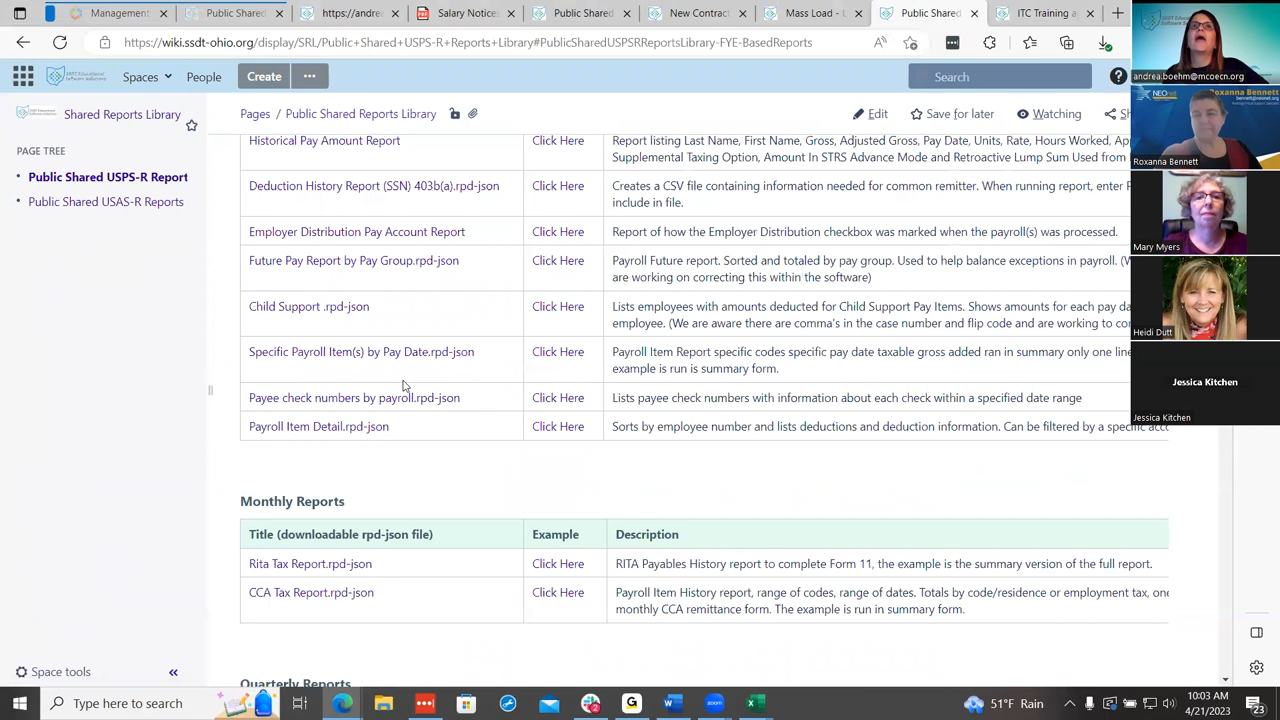 Management Report
https://andr
Sales
Public Shared
New Con
Mass Load
Public Shared
ITC Training
https://wiki.ssdt-ohio.org/display/SRL/Public+Shared+USPS-R+Reports+Library#PublicSharedUSPSRReportsLibrary-FYE-BasedReports
Spaces People Create Search
Shared Reports Library
Pages / Public Shared Reports Library
Edit Save for later Watching Sh
PAGE TREE
Public Shared USPS-R Report
Public Shared USAS-R Reports
Historical Pay Amount Report Click Here Report listing Last Name, First Name, Gross, Adjusted Gross, Pay Date, Units, Rate, Hours Worked, App
Supplemental Taxing Option, Amount In STRS Advance Mode and Retroactive Lump Sum Used from
Deduction History Report (SSN) 403b(a).rpd-json Click Here Creates a CSV file containing information needed for common remitter. When running report, enter P
include in file.
Employer Distribution Pay Account Report Click Here Report of how the Employer Distribution checkbox was marked when the payroll(s) was processed.
Future Pay Report by Pay Group.rpd-json Click Here Payroll Future report. Sorted and totaled by pay group. Used to help balance exceptions in payroll. (W
are working on correcting this within the software)
Child Support .rpd-json Click Here Lists employees with amounts deducted for Child Support Pay Items. Shows amounts for each pay da
employee. (We are aware there are comma's in the case number and flip code and are working to cor
Specific Payroll Item(s) by Pay Date.rpd-json Click Here Payroll Item Report specific codes specific pay date taxable gross added ran in summary only one line
example is run is summary form.
Payee check numbers by payroll.rpd-json Click Here Lists payee check numbers with information about each check within a specified date range
Payroll Item Detail.rpd-json Click Here Sorts by employee number and lists deductions and deduction information. Can be filtered by a specific acco
Monthly Reports
Title (downloadable rpd-json file) Example Description
Rita Tax Report.rpd-json Click Here RITA Payables History report to complete Form 11, the example is the summary version of the full report.
CCA Tax Report.rpd-json Click Here Payroll Item History report, range of codes, range of dates. Totals by code/residence or employment tax, one
monthly CCA remittance form. The example is run in summary form.
Quarterly Reports
Space tools
andrea.boehm@mcoecn.org
NEOnet
Roxanna Bennett
bennett@neonet.org
Roxanna Bennett
Mary Myers
Heidi Dutt
Jessica Kitchen
Jessica Kitchen
Type here to search
zoom
51°F Rain
10:03 AM
4/21/2023
23